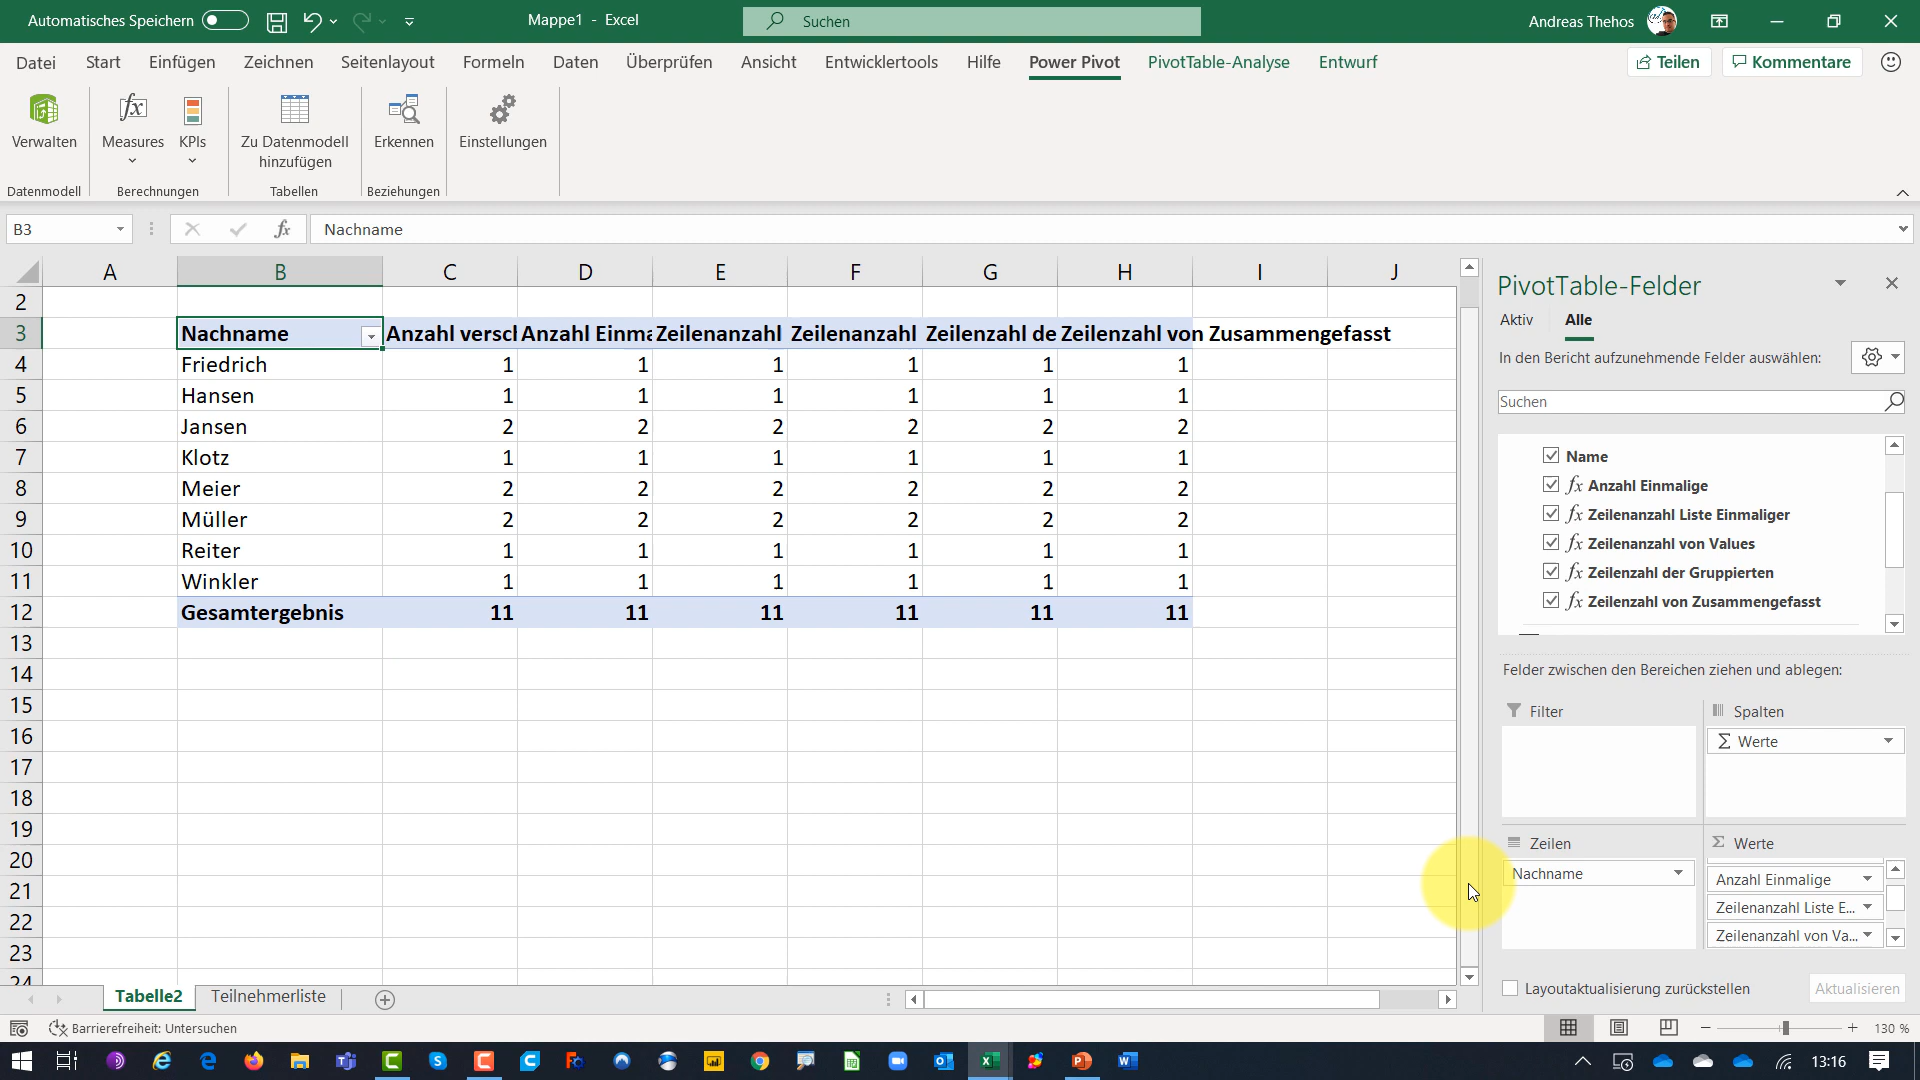 Automatisches Speichern
Mappe1 - Excel
Suchen
Andreas Thehos
Datei Start Einfügen Zeichnen Seitenlayout Formeln Daten Überprüfen Ansicht Entwicklertools Hilfe Power Pivot PivotTable-Analyse Entwurf
Teilen Kommentare
Verwalten
Measures
KPIs
Zu Datenmodell
hinzufügen
Erkennen
Einstellungen
Datenmodell Berechnungen Tabellen Beziehungen
B3 fx Nachname
A B C D E F G H I J
2
3 Nachname Anzahl versch Anzahl Einma Zeilenanzahl Zeilenanzahl Zeilenzahl de Zeilenzahl von Zusammengefasst
4 Friedrich 1 1 1 1 1 1
5 Hansen 1 1 1 1 1 1
6 Jansen 2 2 2 2 2 2
7 Klotz 1 1 1 1 1 1
8 Meier 2 2 2 2 2 2
9 Müller 2 2 2 2 2 2
10 Reiter 1 1 1 1 1 1
11 Winkler 1 1 1 1 1 1
12 Gesamtergebnis 11 11 11 11 11 11
13
14
15
16
17
18
19
20
21
22
23
24
PivotTable-Felder
Aktiv Alle
In den Bericht aufzunehmende Felder auswählen:
Suchen
Name
fx Anzahl Einmalige
fx Zeilenanzahl Liste Einmaliger
fx Zeilenanzahl von Values
fx Zeilenzahl der Gruppierten
fx Zeilenzahl von Zusammengefasst
Felder zwischen den Bereichen ziehen und ablegen:
Filter
Spalten
Σ Werte
Zeilen
Nachname
Σ Werte
Anzahl Einmalige
Zeilenanzahl Liste E...
Zeilenanzahl von Va...
Layoutaktualisierung zurückstellen Aktualisieren
Tabelle2 Teilnehmerliste
Barrierefreiheit: Untersuchen
130 %
13:16